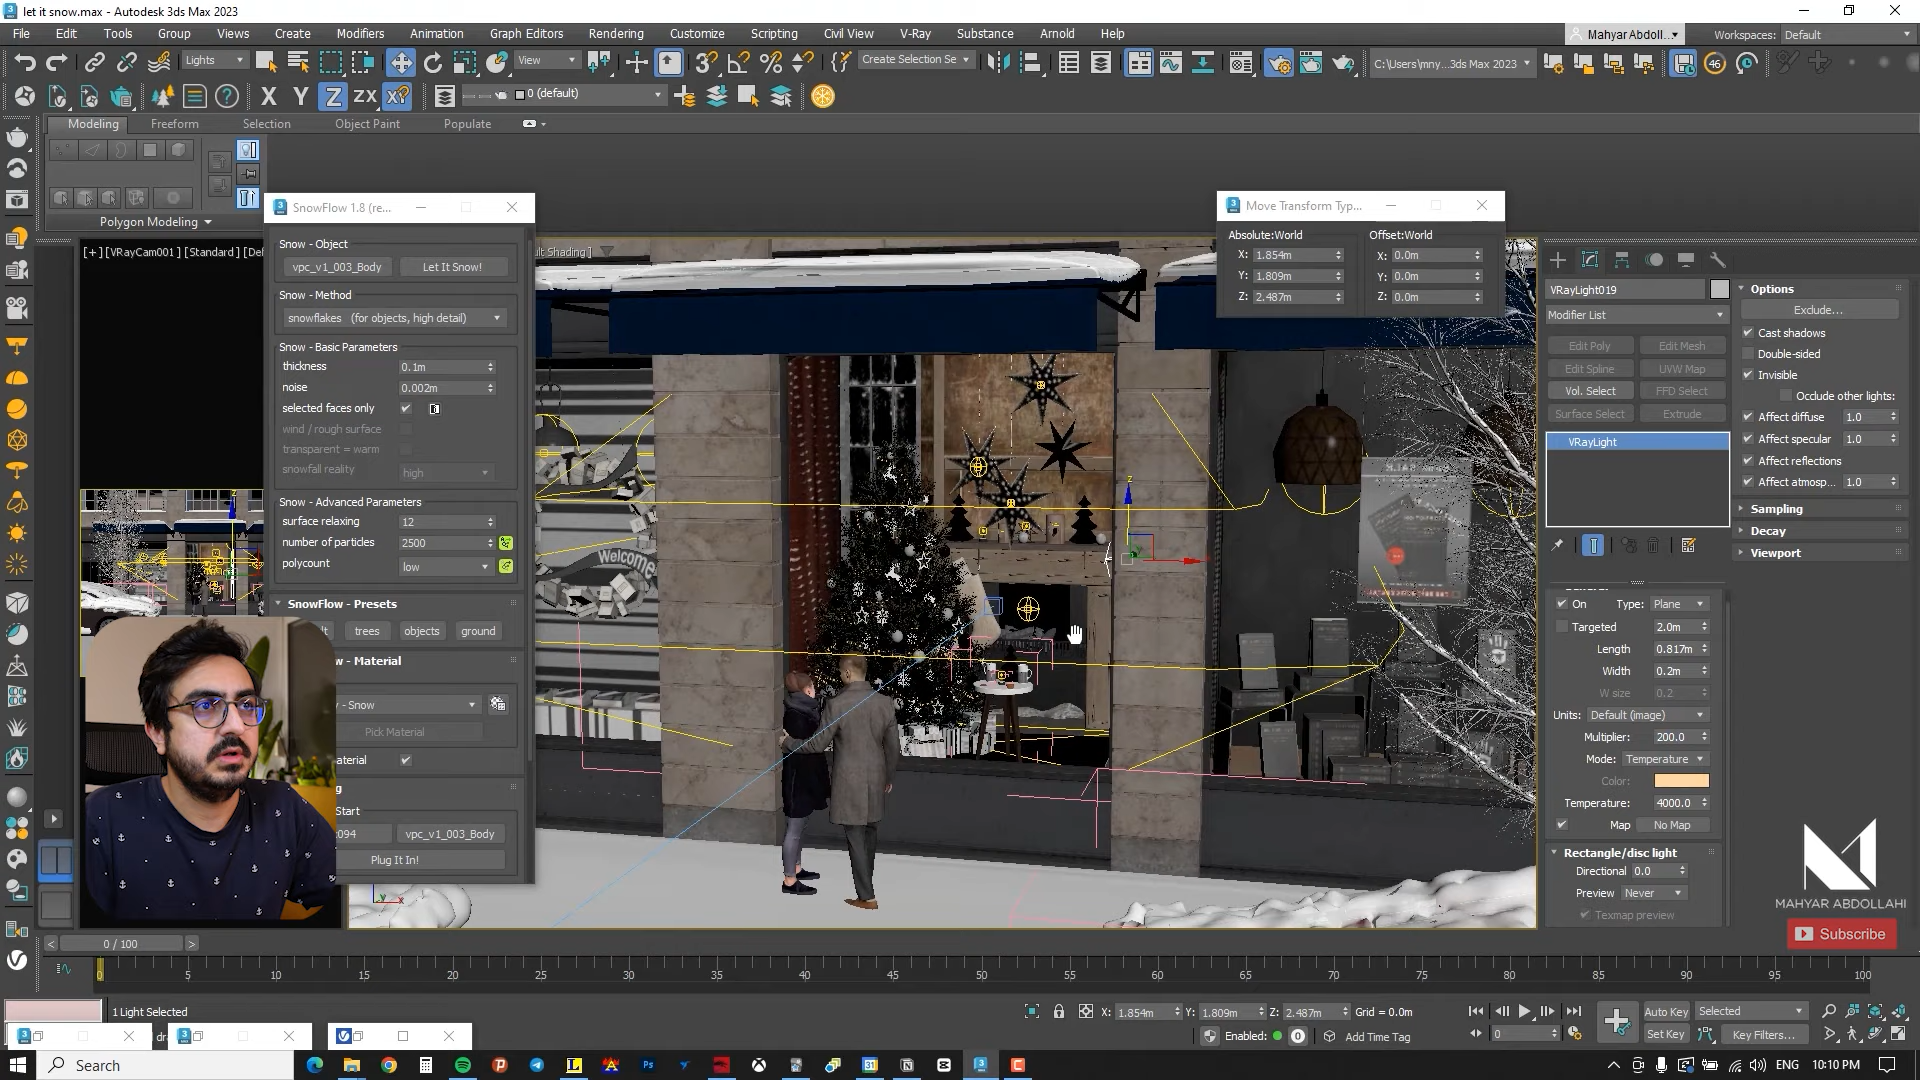 let it snow.max - Autodesk 3ds Max 2023
File Edit Tools Group Views Create Modifiers Animation Graph Editors Rendering Customize Scripting Civil View V-Ray Substance Arnold Help
Mahyar Abdoll... Workspaces: Default
Lights View Create Selection Se C:\Users\mny...3ds Max 2023 46
X Y Z ZX XY 0 (default)
Modeling Freeform Selection Object Paint Populate
Polygon Modeling
[+] [VRayCam001] [Standard] [Def
ult Shading]
SnowFlow 1.8 (re...
Snow - Object
vpc_v1_003_Body Let It Snow!
Snow - Method
snowflakes (for objects, high detail)
Snow - Basic Parameters
thickness 0.1m
noise 0.002m
selected faces only
wind / rough surface
transparent = warm
snowfall reality high
Snow - Advanced Parameters
surface relaxing 12
number of particles 2500
polycount low
SnowFlow - Presets
lt trees objects ground
w - Material
- Snow
Pick Material
aterial
g
Start
:094 vpc_v1_003_Body
Plug It In!
Move Transform Typ...
Absolute:World Offset:World
X: 1.854m X: 0.0m
Y: 1.809m Y: 0.0m
Z: 2.487m Z: 0.0m
Welcome
VRayLight019
Modifier List
Edit Poly Edit Mesh
Edit Spline UVW Map
Vol. Select FFD Select
Surface Select Extrude
VRayLight
On Type: Plane
Targeted 2.0m
Length 0.817m
Width 0.2m
W size 0.2
Units: Default (image)
Multiplier: 200.0
Mode: Temperature
Color:
Temperature: 4000.0
Map No Map
Rectangle/disc light
Directional 0.0
Preview Never
Texmap preview
Options
Exclude...
Cast shadows
Double-sided
Invisible
Occlude other lights:
Affect diffuse 1.0
Affect specular 1.0
Affect reflections
Affect atmosp... 1.0
Sampling
Decay
Viewport
MAHYAR ABDOLLAHI
Subscribe
0 / 100
0 5 10 15 20 25 30 35 40 45 50 55 60 65 70 75 80 85 90 95 100
1 Light Selected
X: 1.854m Y: 1.809m Z: 2.487m Grid = 0.0m
Enabled: 0 Add Time Tag
Auto Key Selected
0 Set Key Key Filters...
Search
ENG 10:10 PM